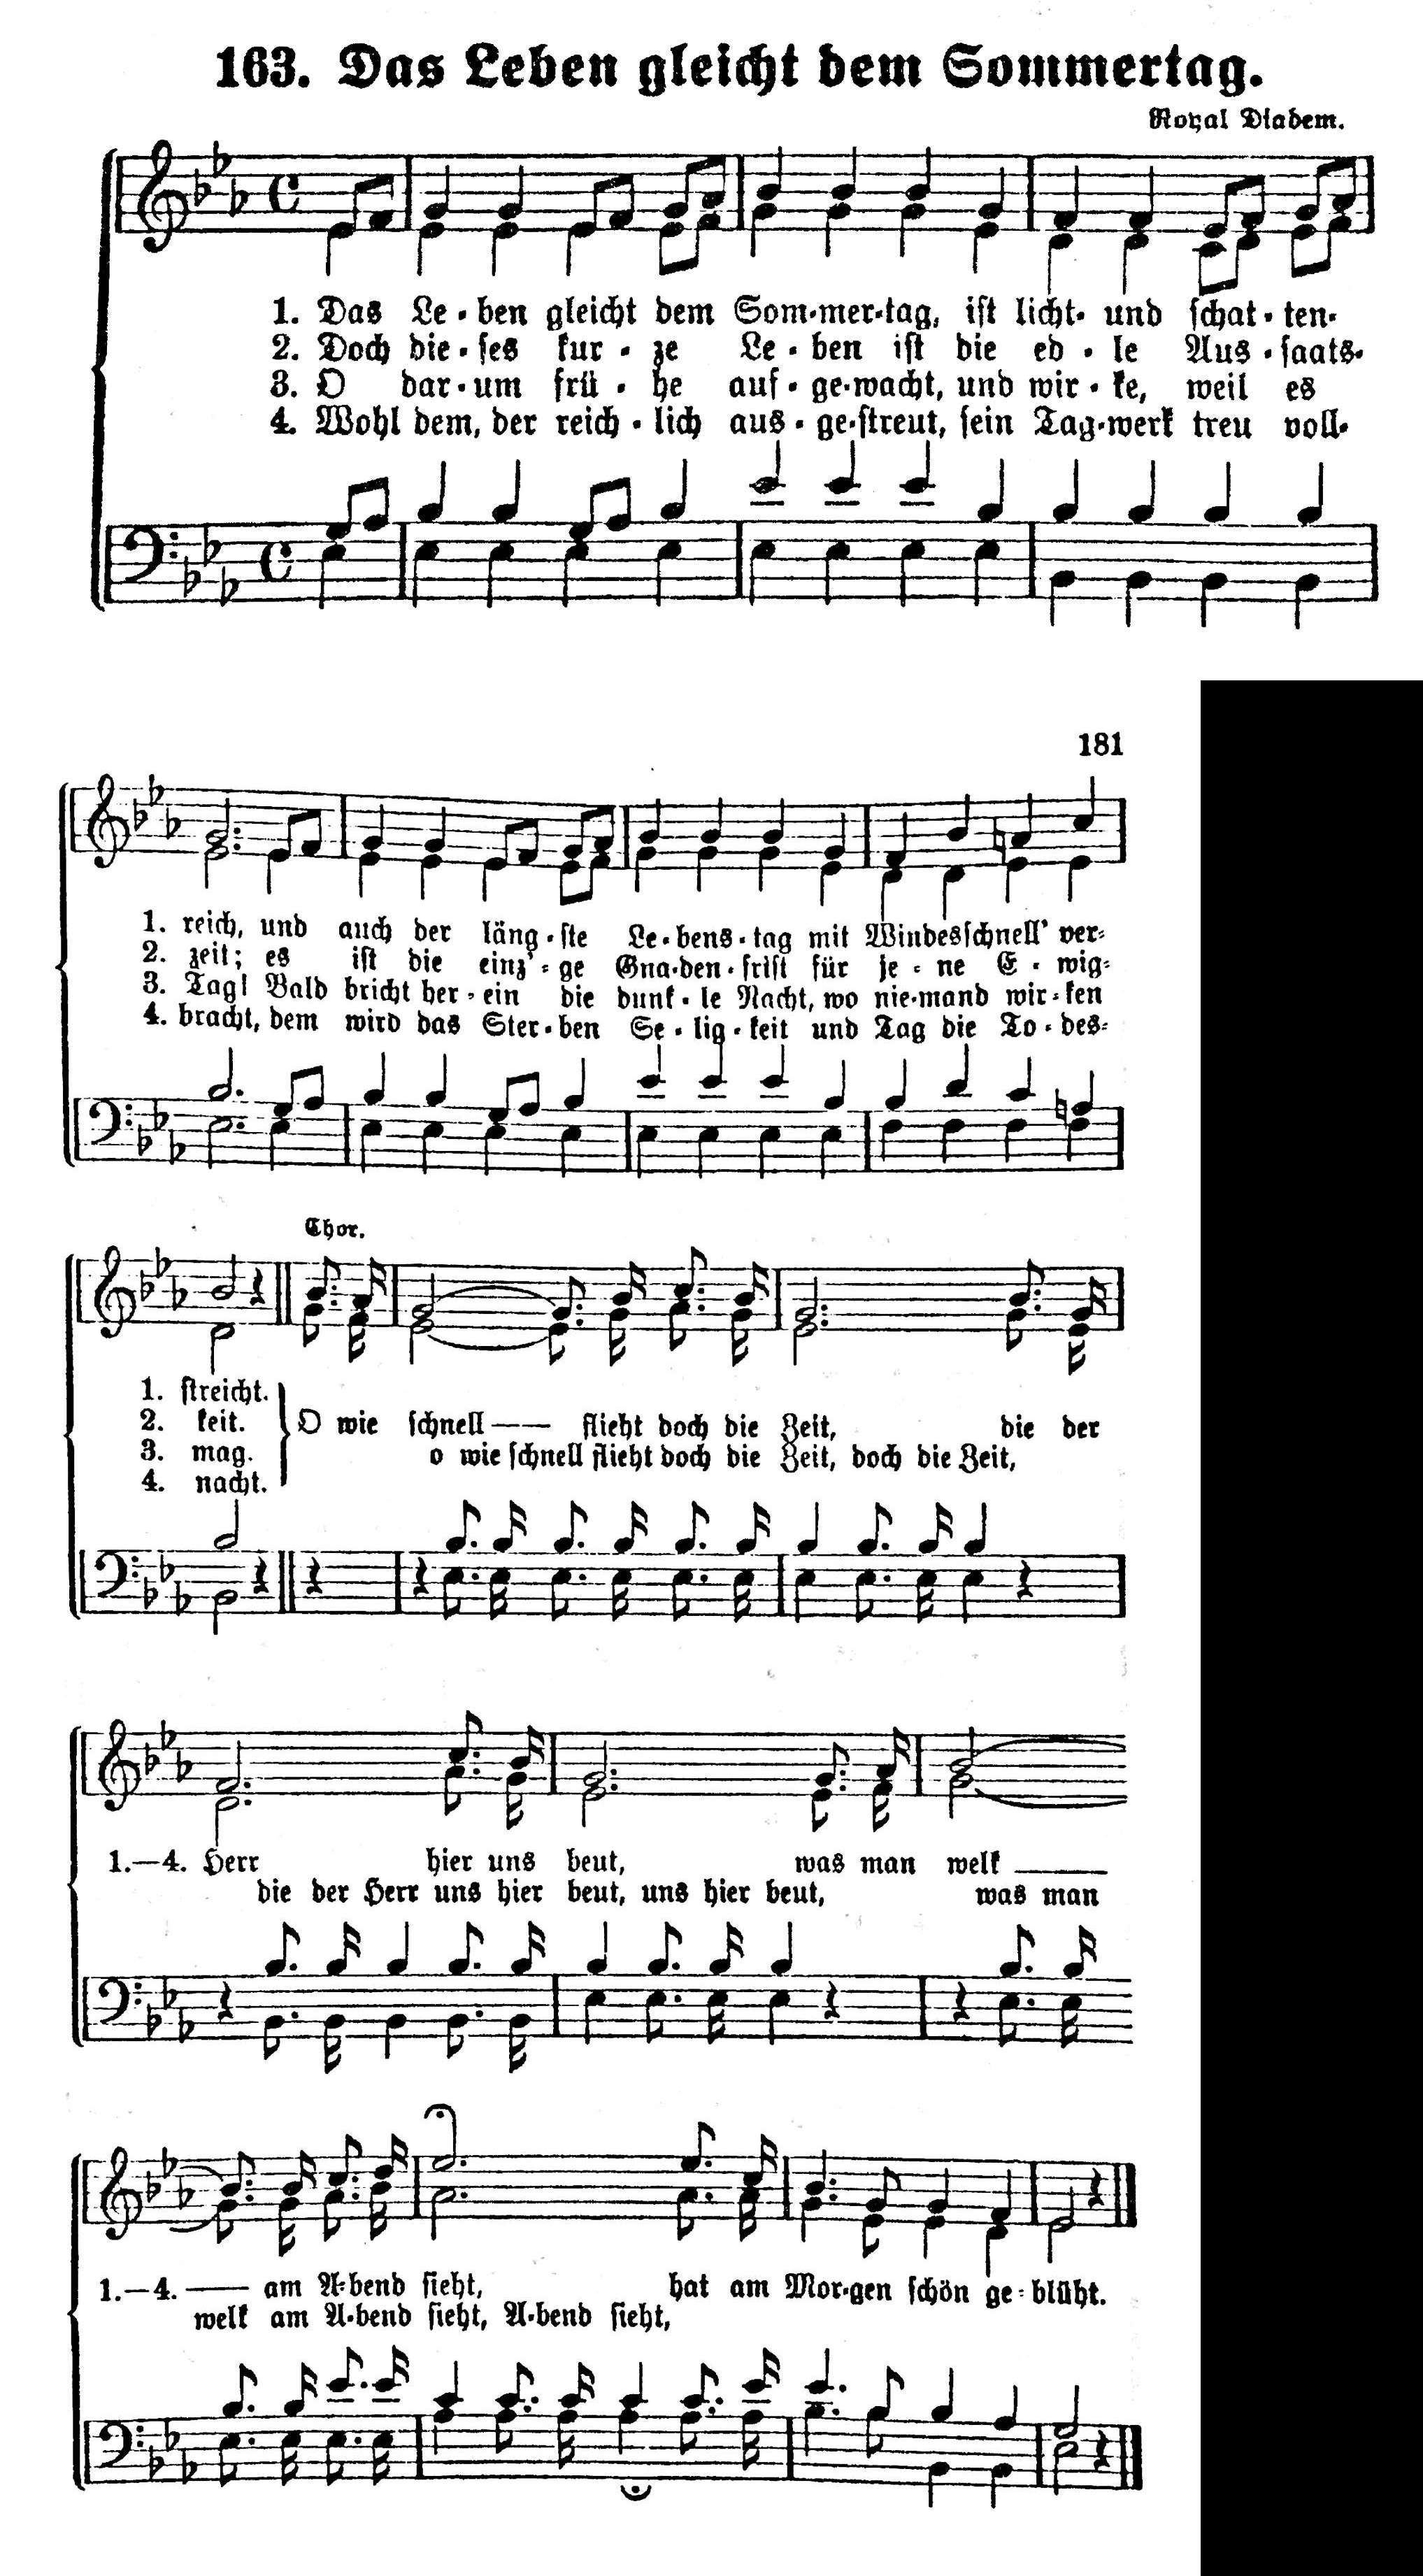 163. Das Leben gleicht dem Sommertag.
Royal Diadem.
1. Das Le-ben gleicht dem Som-mer-tag, ist licht- und schat-ten-
2. Doch die-ses kur-ze Le-ben ist die ed-le Aus-saats-
3. O dar-um frü-he auf-ge-wacht, und wir-ke, weil es
4. Wohl dem, der reich-lich aus-ge-streut, sein Tag-werk treu voll-
181
1. reich, und auch der läng-ste Le-bens-tag mit Windesschnell' ver-
2. zeit; es ist die einz'-ge Gna-den-frist für je-ne E-wig-
3. Tag! Bald bricht her-ein die dunk-le Nacht, wo nie-mand wir-ken
4. bracht, dem wird das Ster-ben Se-lig-keit und Tag die To-des-
Chor.
1. streicht.
2. keit. O wie schnell—— flieht doch die Zeit, die der
3. mag. o wie schnell flieht doch die Zeit, doch die Zeit,
4. nacht.
1.—4. Herr hier uns beut, was man welk ——
die der Herr uns hier beut, uns hier beut, was man
1.—4. —— am A-bend sieht, hat am Mor-gen schön ge-blüht.
welk am A-bend sieht, A-bend sieht,